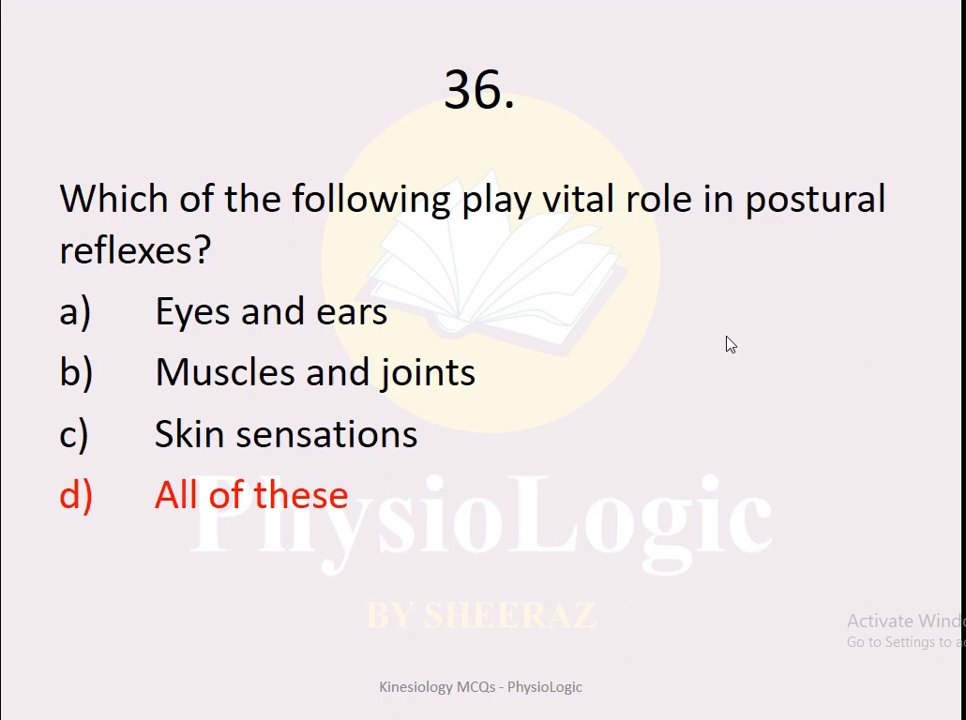 36.
Which of the following play vital role in postural
reflexes?
a) Eyes and ears
b) Muscles and joints
c) Skin sensations
d) All of these
PhysioLogic
BY SHEERAZ
Activate Windo
Go to Settings to a
Kinesiology MCQs - PhysioLogic